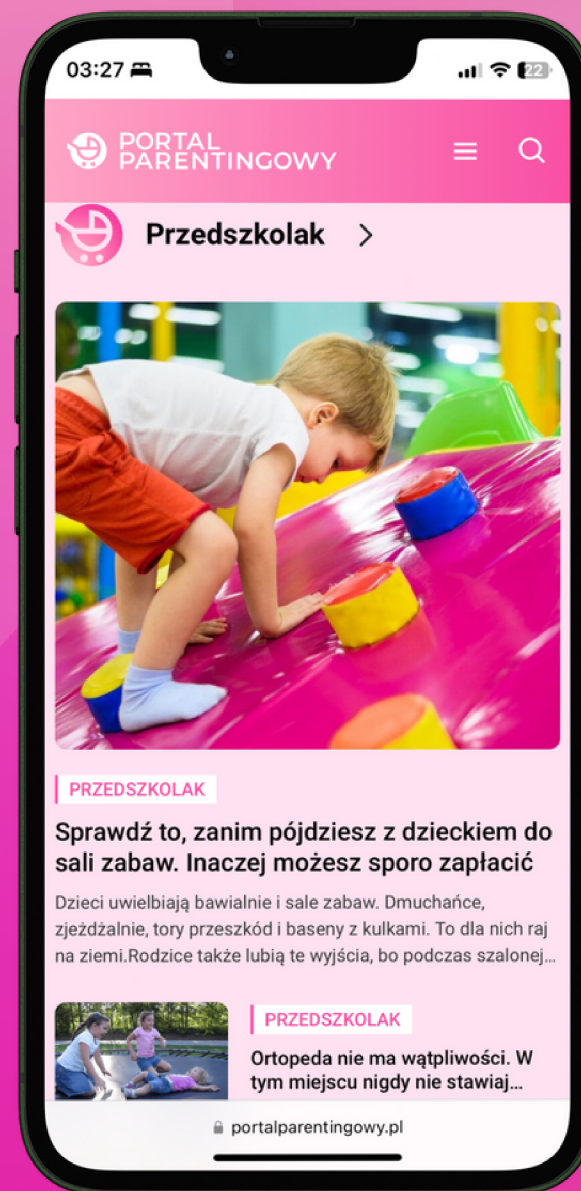 03:27
22
PORTAL
PARENTINGOWY
Przedszkolak
PRZEDSZKOLAK
Sprawdź to, zanim pójdziesz z dzieckiem do
sali zabaw. Inaczej możesz sporo zapłacić
Dzieci uwielbiają bawialnie i sale zabaw. Dmuchańce,
zjeżdżalnie, tory przeszkód i baseny z kulkami. To dla nich raj
na ziemi.Rodzice także lubią te wyjścia, bo podczas szalonej...
PRZEDSZKOLAK
Ortopeda nie ma wątpliwości. W
tym miejscu nigdy nie stawiaj...
portalparentingowy.pl